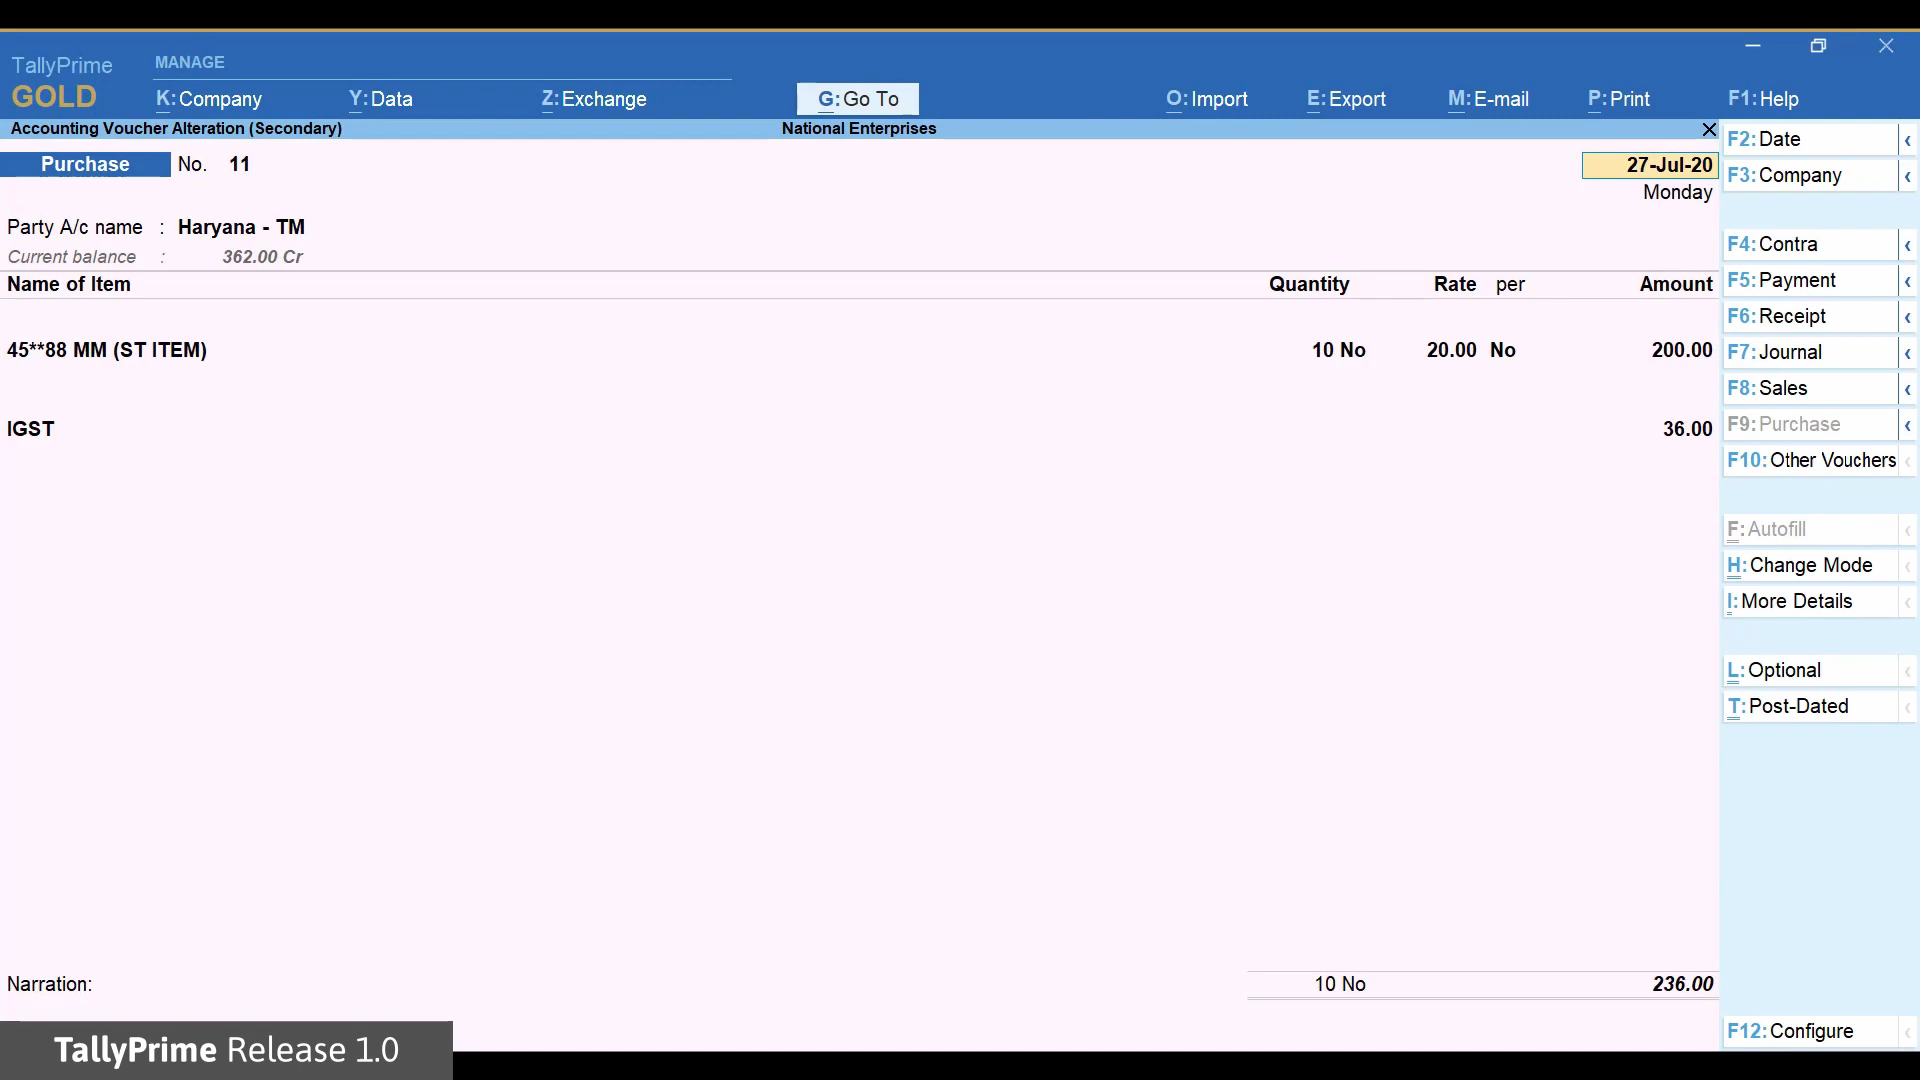 TallyPrime
GOLD
MANAGE
K:Company Y:Data Z:Exchange G:Go To O:Import E:Export M:E-mail P:Print F1:Help
Accounting Voucher Alteration (Secondary) National Enterprises
Purchase No. 11 27-Jul-20
Monday
Party A/c name : Haryana - TM
Current balance : 362.00 Cr
Name of Item Quantity Rate per Amount
45**88 MM (ST ITEM) 10 No 20.00 No 200.00
IGST 36.00
Narration: 10 No 236.00
F2:Date
F3:Company
F4:Contra
F5:Payment
F6:Receipt
F7:Journal
F8:Sales
F9:Purchase
F10:Other Vouchers
F:Autofill
H:Change Mode
I:More Details
L:Optional
T:Post-Dated
F12:Configure
TallyPrime Release 1.0